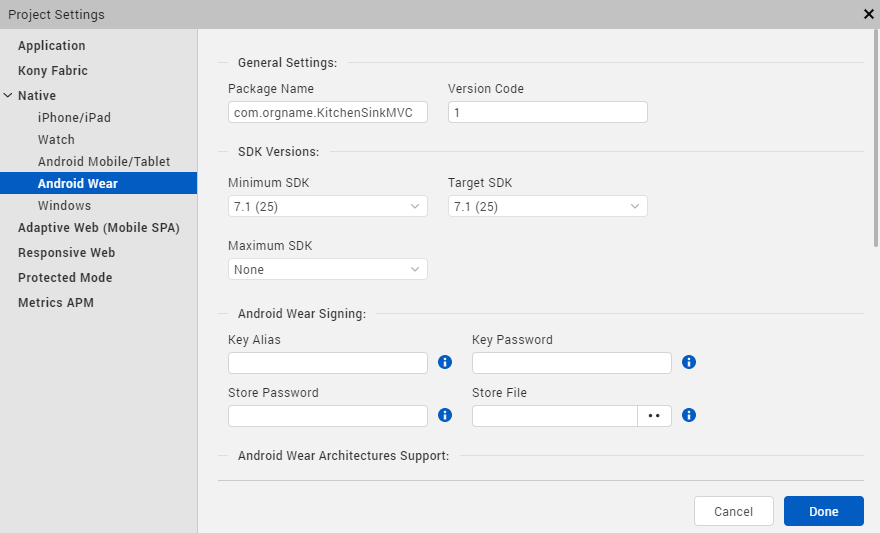 Project Settings
Application
Kony Fabric
Native
iPhone/iPad
Watch
Android Mobile/Tablet
Android Wear
Windows
Adaptive Web (Mobile SPA)
Responsive Web
Protected Mode
Metrics APM
General Settings:
Package Name Version Code
com.orgname.KitchenSinkMVC 1
SDK Versions:
Minimum SDK Target SDK
7.1 (25) 7.1 (25)
Maximum SDK
None
Android Wear Signing:
Key Alias Key Password
Store Password Store File
Android Wear Architectures Support:
Cancel Done